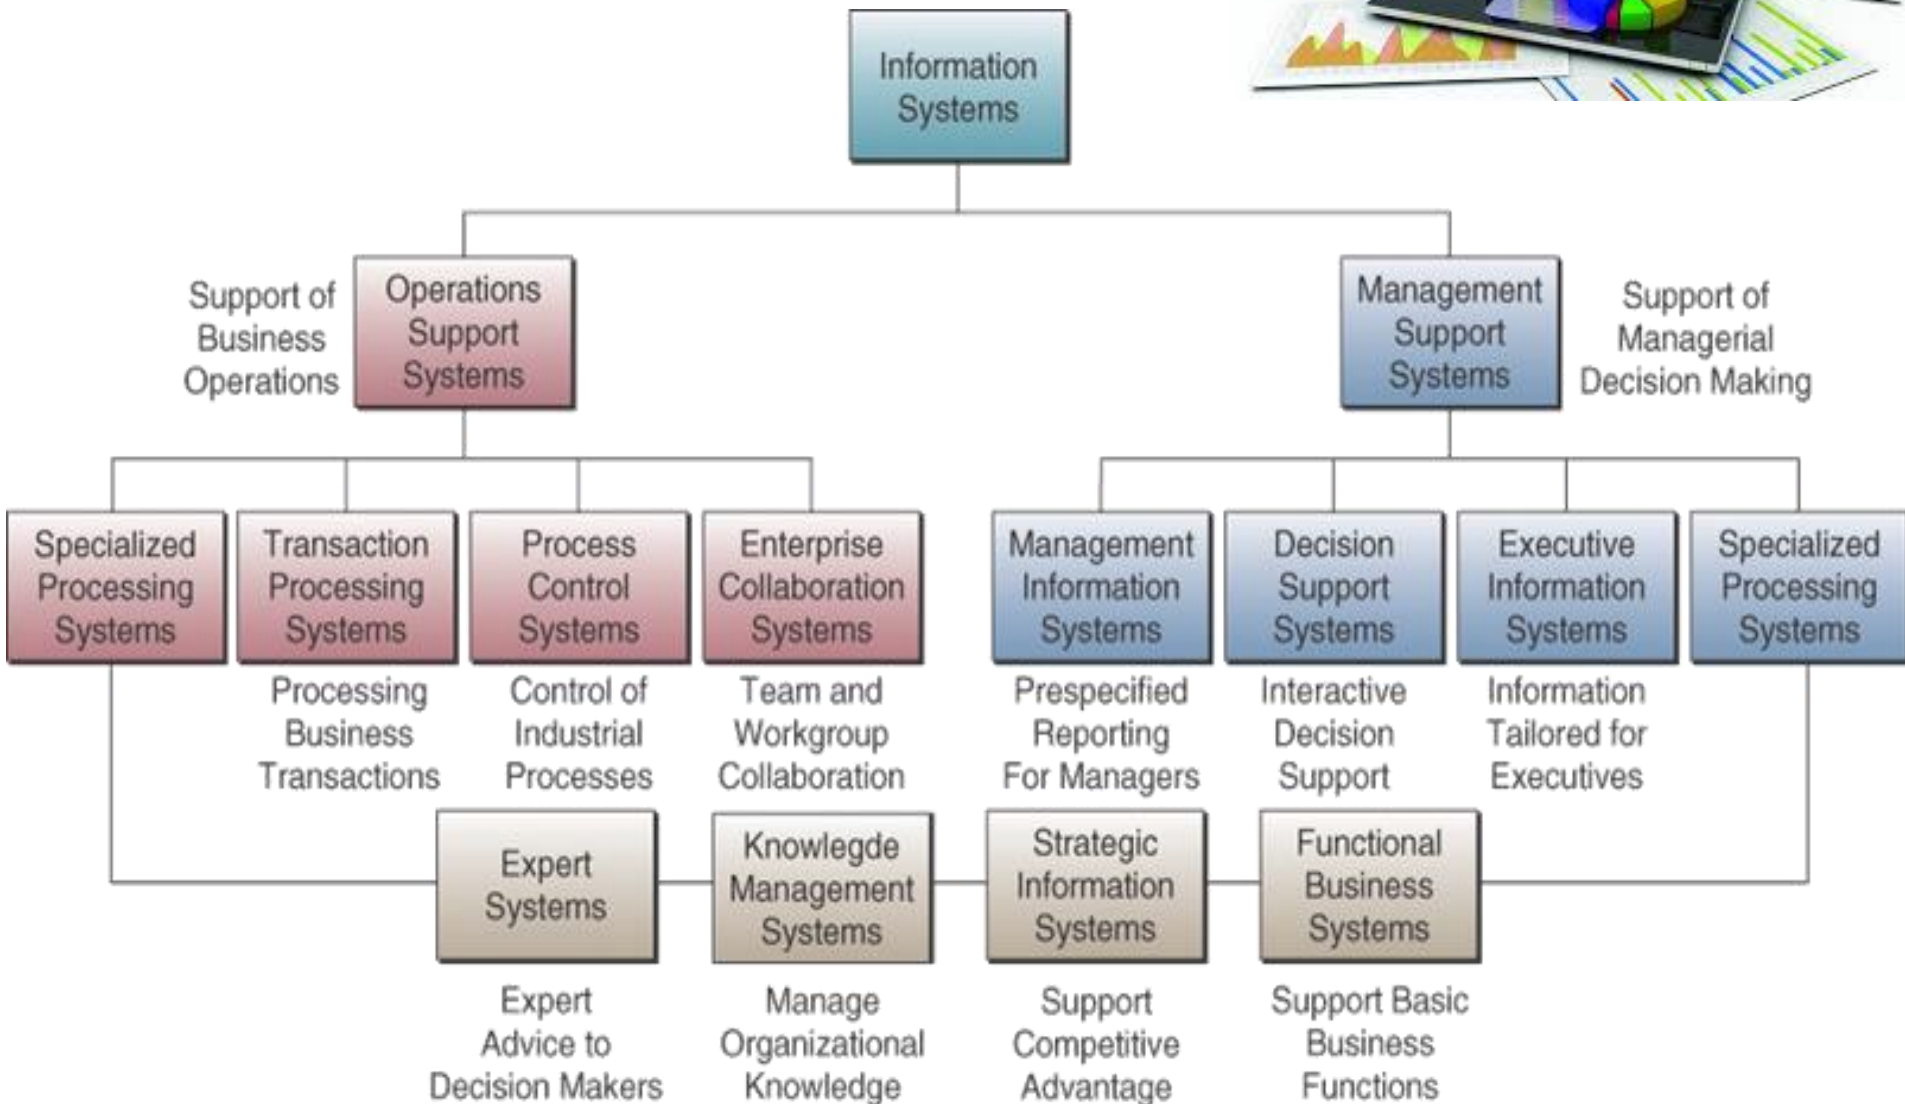 Information
Systems
Support of
Business
Operations
Operations
Support
Systems
Management
Support
Systems
Support of
Managerial
Decision Making
Specialized
Processing
Systems
Transaction
Processing
Systems
Process
Control
Systems
Enterprise
Collaboration
Systems
Management
Information
Systems
Decision
Support
Systems
Executive
Information
Systems
Specialized
Processing
Systems
Processing
Business
Transactions
Control of
Industrial
Processes
Team and
Workgroup
Collaboration
Prespecified
Reporting
For Managers
Interactive
Decision
Support
Information
Tailored for
Executives
Expert
Systems
Knowlegde
Management
Systems
Strategic
Information
Systems
Functional
Business
Systems
Expert
Advice to
Decision Makers
Manage
Organizational
Knowledge
Support
Competitive
Advantage
Support Basic
Business
Functions